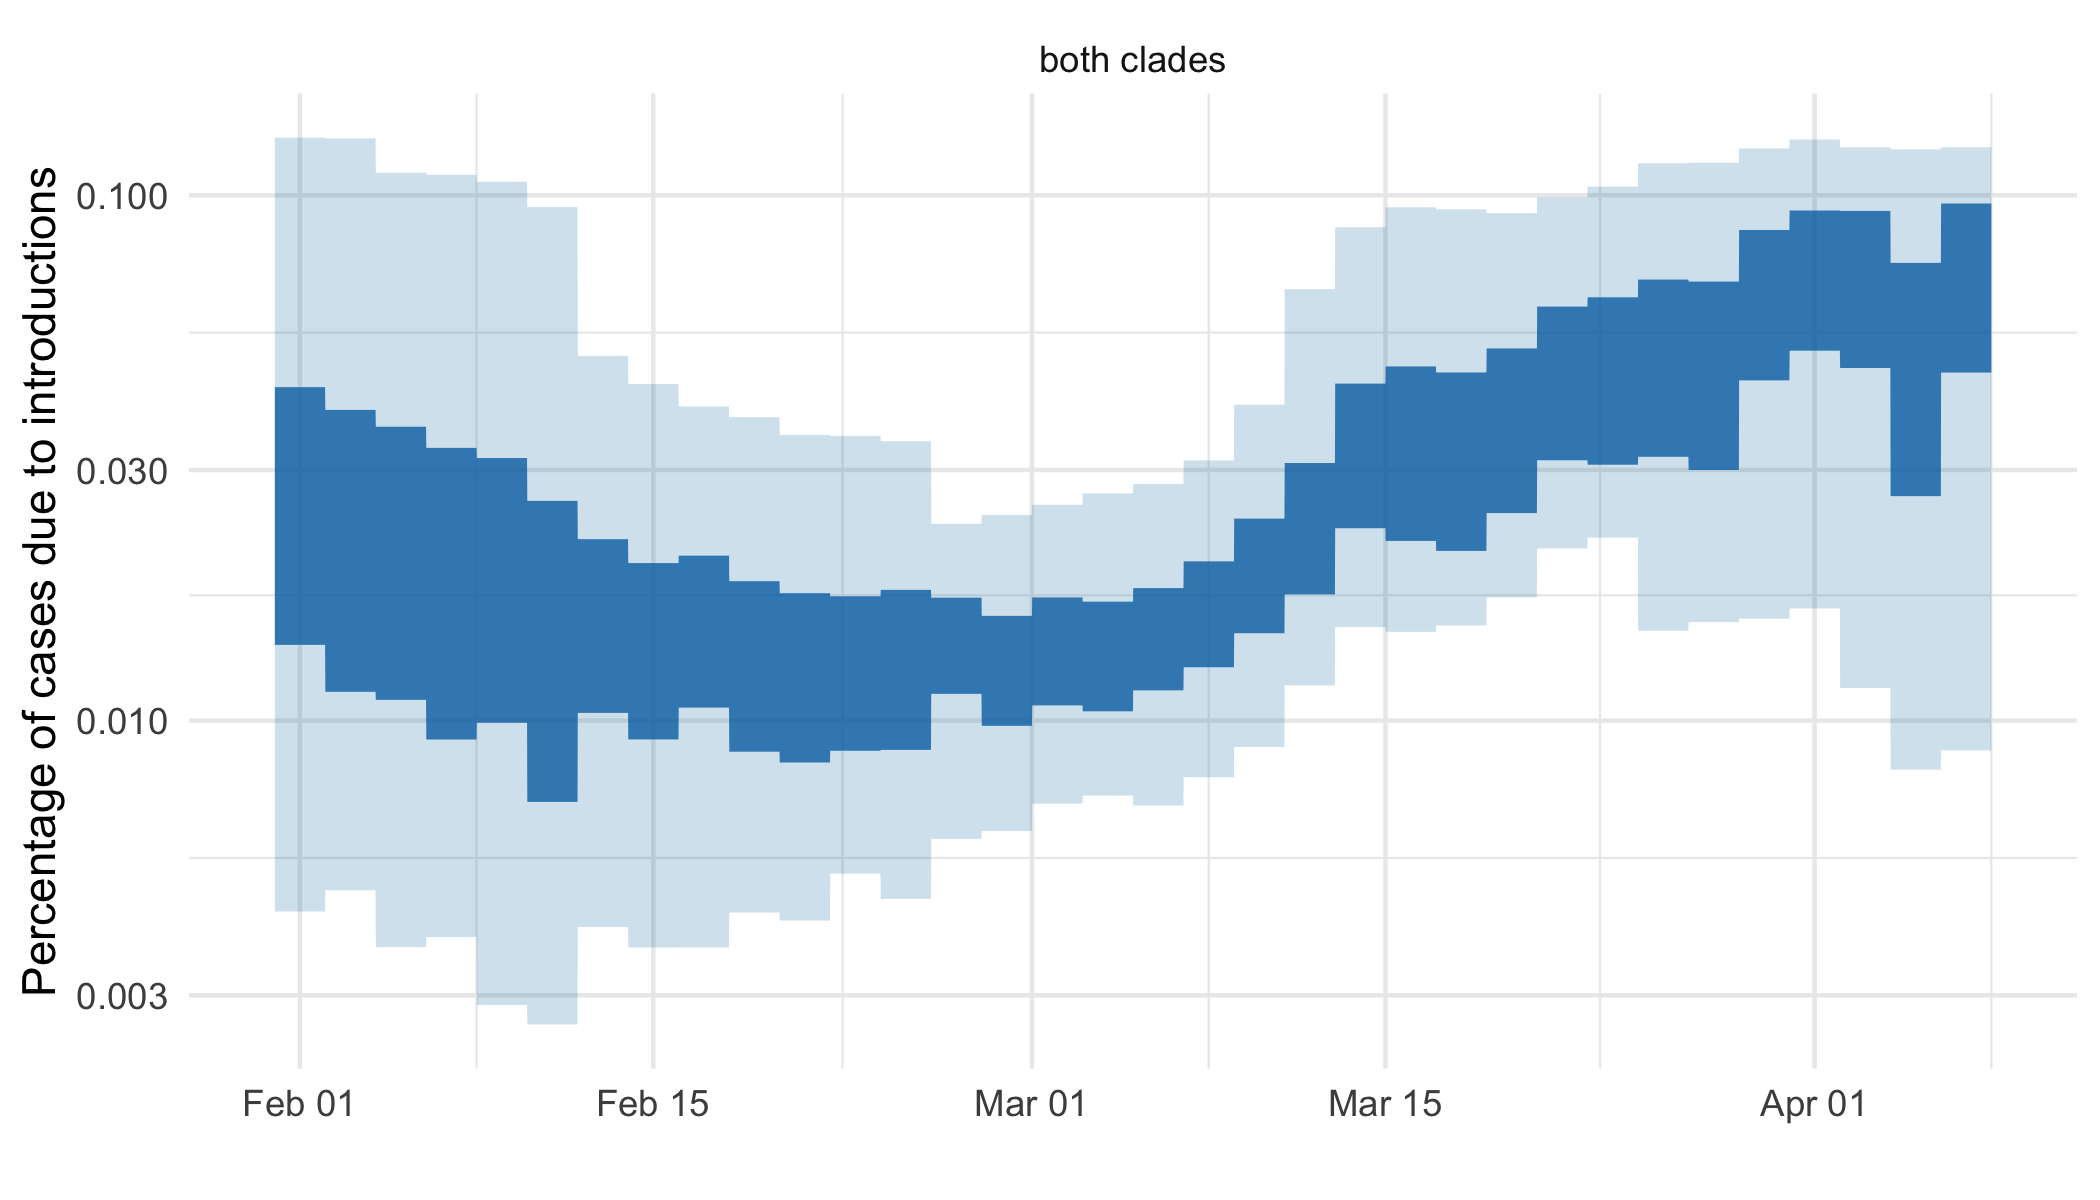 both clades
Percentage of cases due to introductions
0.100
0.030
0.010
0.003
Feb 01
Feb 15
Mar 01
Mar 15
Apr 01